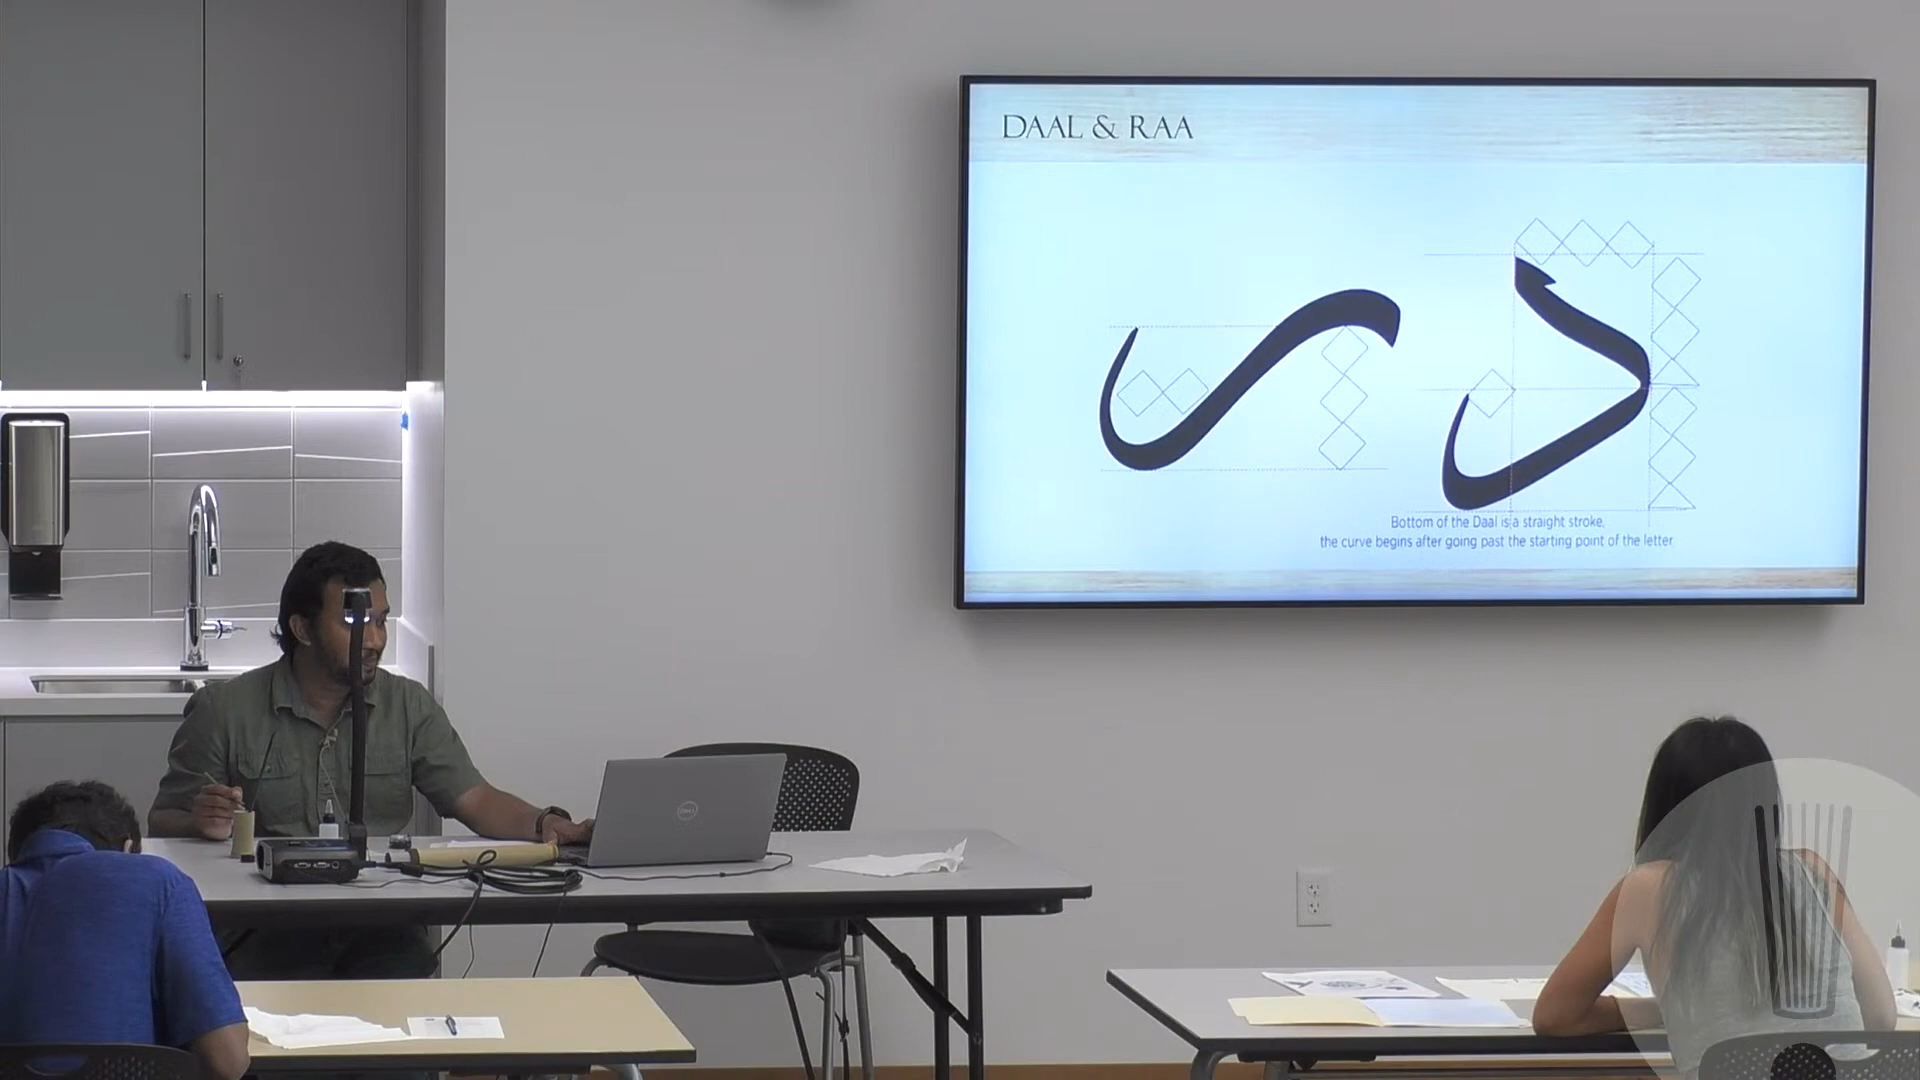 DAAL & RAA
د
ر
Bottom of the Daal is a straight stroke,
the curve begins after going past the starting point of the letter
DELL